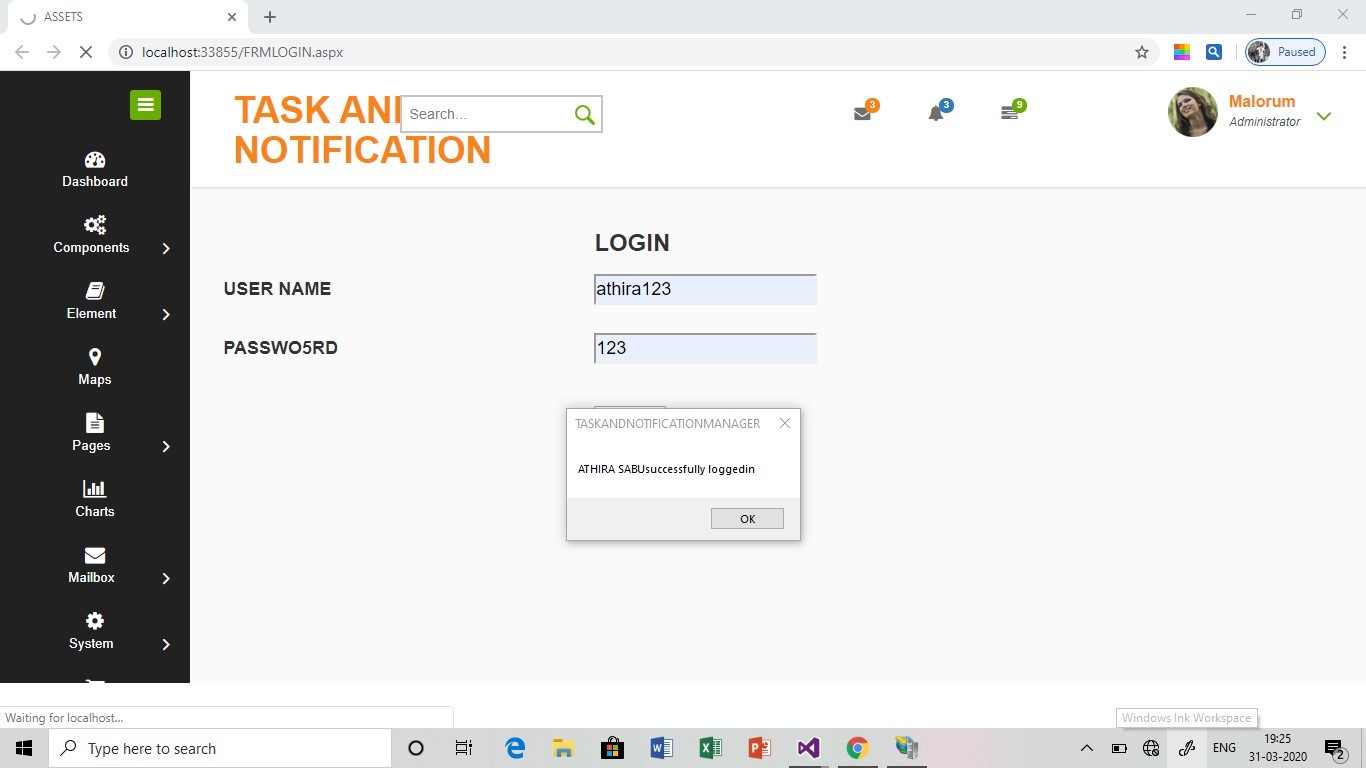 ASSETS
localhost:33855/FRMLOGIN.aspx
Paused
TASK AN
NOTIFICATION
Search...
3
3
9
Malorum
Administrator
Dashboard
Components
Element
Maps
Pages
Charts
Mailbox
System
LOGIN
USER NAME
athira123
PASSWO5RD
123
TASKANDNOTIFICATIONMANAGER
ATHIRA SABUsuccessfully loggedin
OK
Waiting for localhost...
Windows Ink Workspace
Type here to search
ENG
19:25
31-03-2020
2